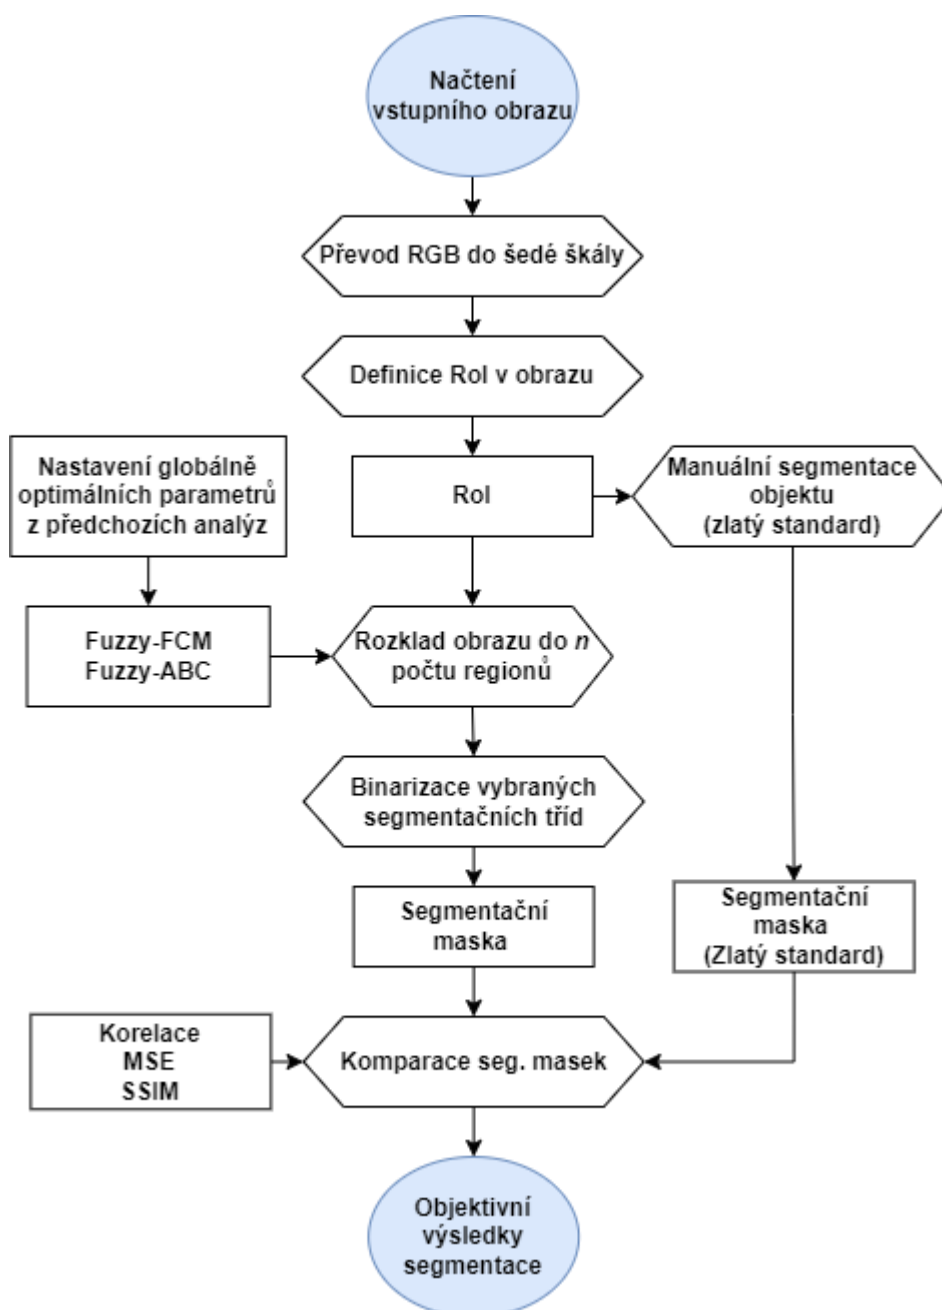 Načtení
vstupního obrazu
Převod RGB do šedé škály
Definice RoI v obrazu
Nastavení globálně
optimálních parametrů
z předchozích analýz
RoI
Manuální segmentace
objektu
(zlatý standard)
Fuzzy-FCM
Fuzzy-ABC
Rozklad obrazu do n
počtu regionů
Binarizace vybraných
segmentačních tříd
Segmentační
maska
Segmentační
maska
(Zlatý standard)
Korelace
MSE
SSIM
Komparace seg. masek
Objektivní
výsledky
segmentace